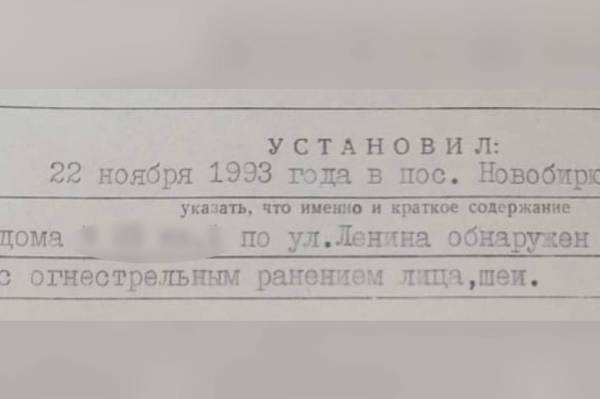 УСТАНОВИЛ:
22 ноября 1993 года в пос. Новобирю
указать, что именно и краткое содержание
дома по ул.Ленина обнаружен
с огнестрельным ранением лица,шеи.